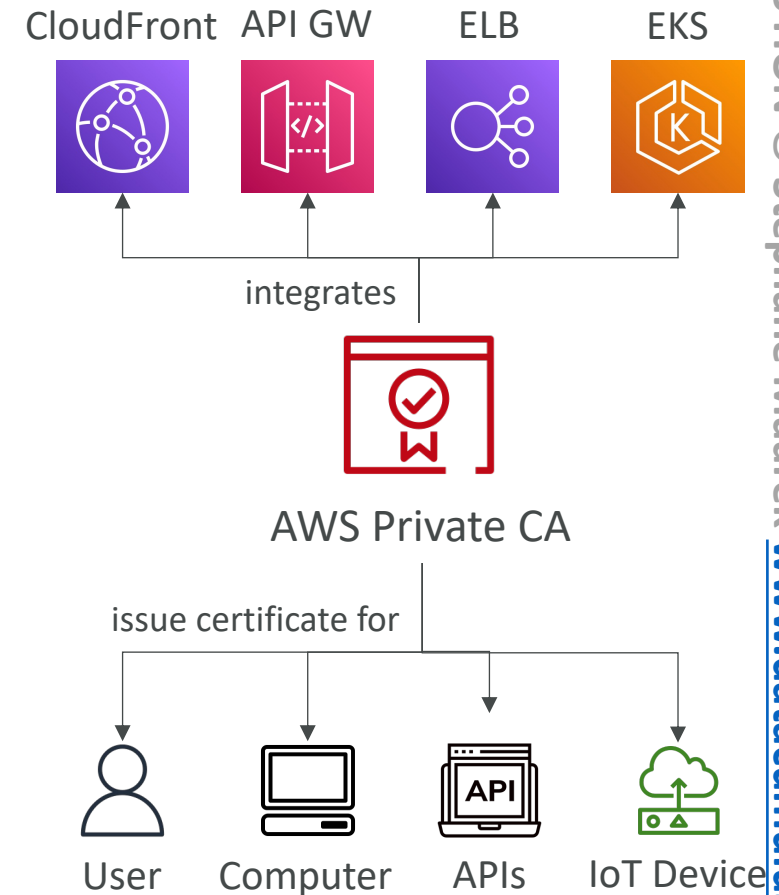 CloudFront API GW ELB EKS
</>
K
integrates
AWS Private CA
issue certificate for
API
User Computer APIs IoT Device